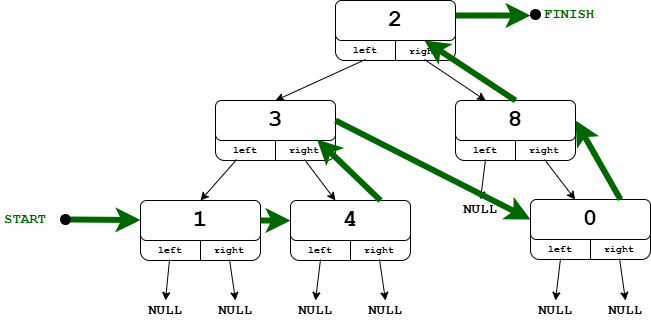 2
FINISH
left right
3
8
left right
left right
NULL
START
1
4
0
left right
left right
left right
NULL NULL
NULL NULL
NULL NULL